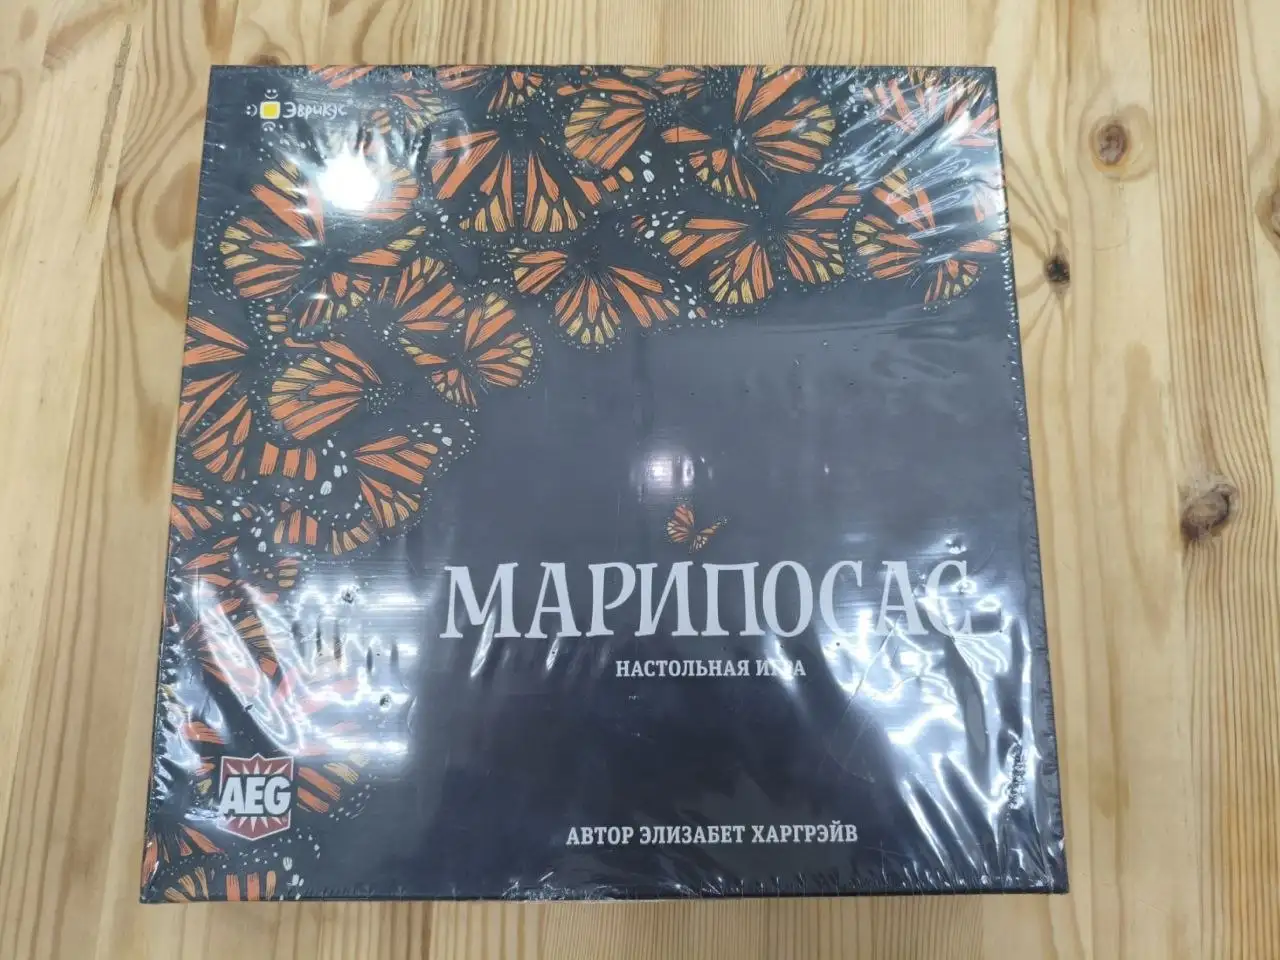 Эврикус
МАРИПОСАС
НАСТОЛЬНАЯ ИГРА
AEG
АВТОР ЭЛИЗАБЕТ ХАРГРЭЙВ